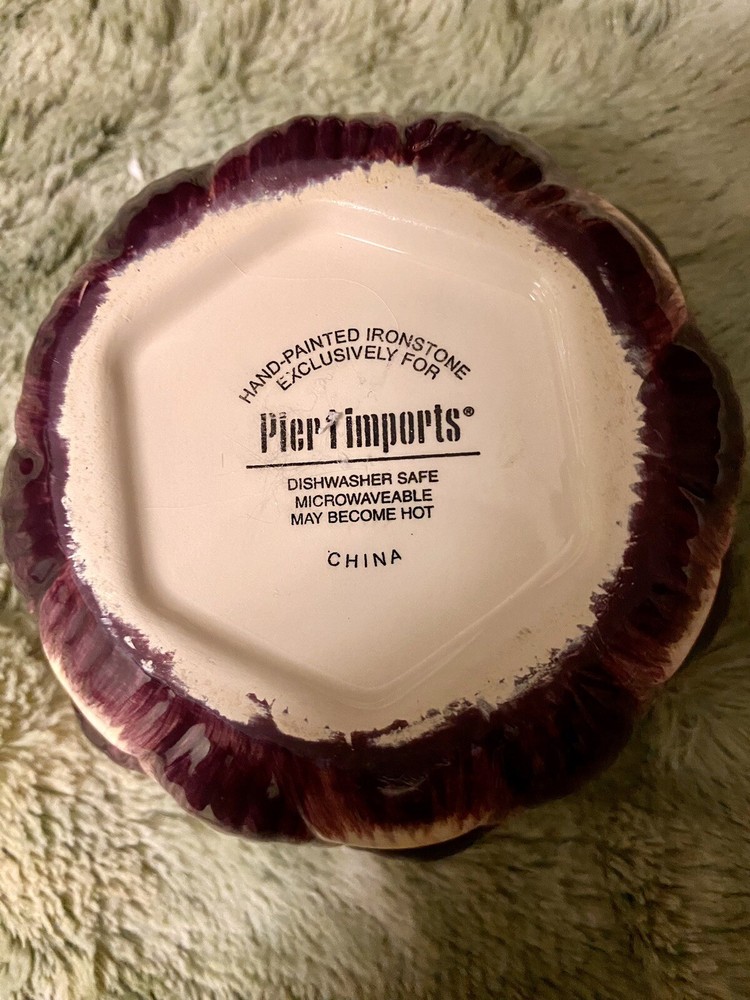 HAND-PAINTED IRONSTONE
EXCLUSIVELY FOR
Pier 1 imports®
DISHWASHER SAFE
MICROWAVEABLE
MAY BECOME HOT
CHINA